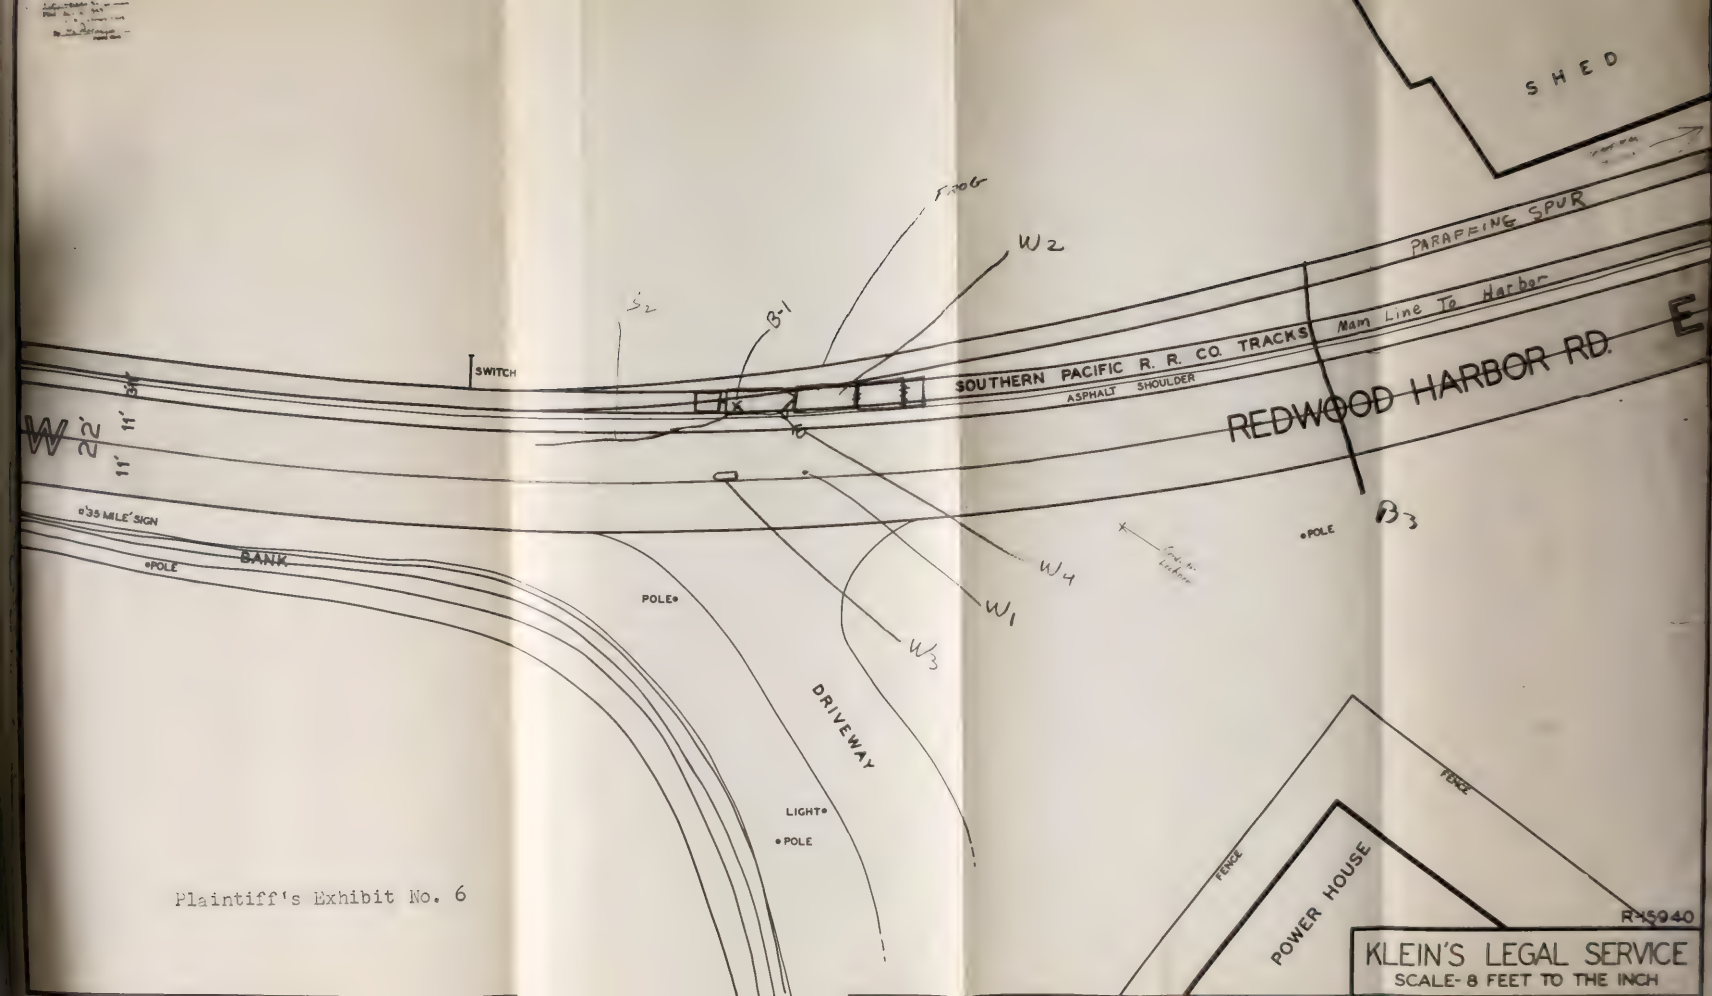 SHED
FROG
W2
PARAFFING SPUR
S2
B-1
Main Line To Harbor
E
SWITCH
SOUTHERN PACIFIC R. R. CO. TRACKS
ASPHALT SHOULDER
REDWOOD HARBOR RD.
W
22'
11'
11'
"35 MILE" SIGN
BANK
POLE
B3
POLE
W4
POLE
W1
W3
DRIVEWAY
FENCE
LIGHT
POLE
FENCE
POWER HOUSE
Plaintiff's Exhibit No. 6
R-15940
KLEIN'S LEGAL SERVICE
SCALE- 8 FEET TO THE INCH